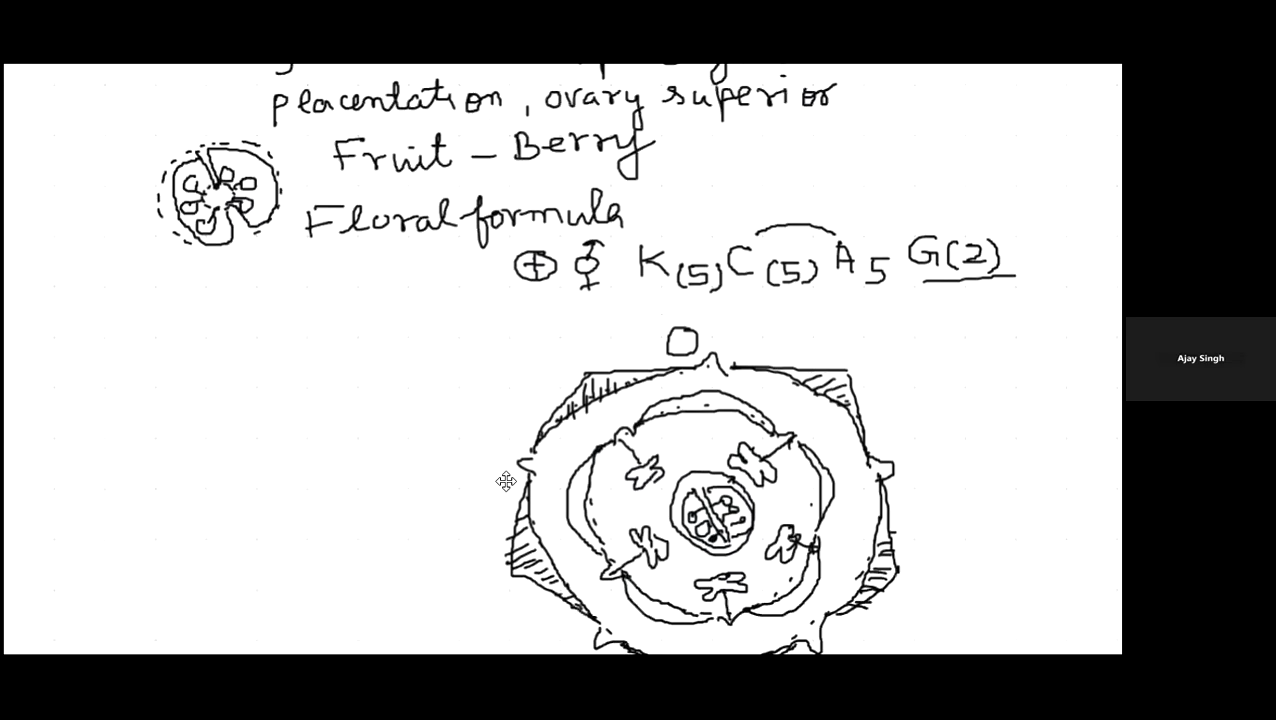 placentation, ovary superior
Fruit - Berry
Floral formula
⊕ ⚥ K(5) C(5) A5 G(2)
Ajay Singh